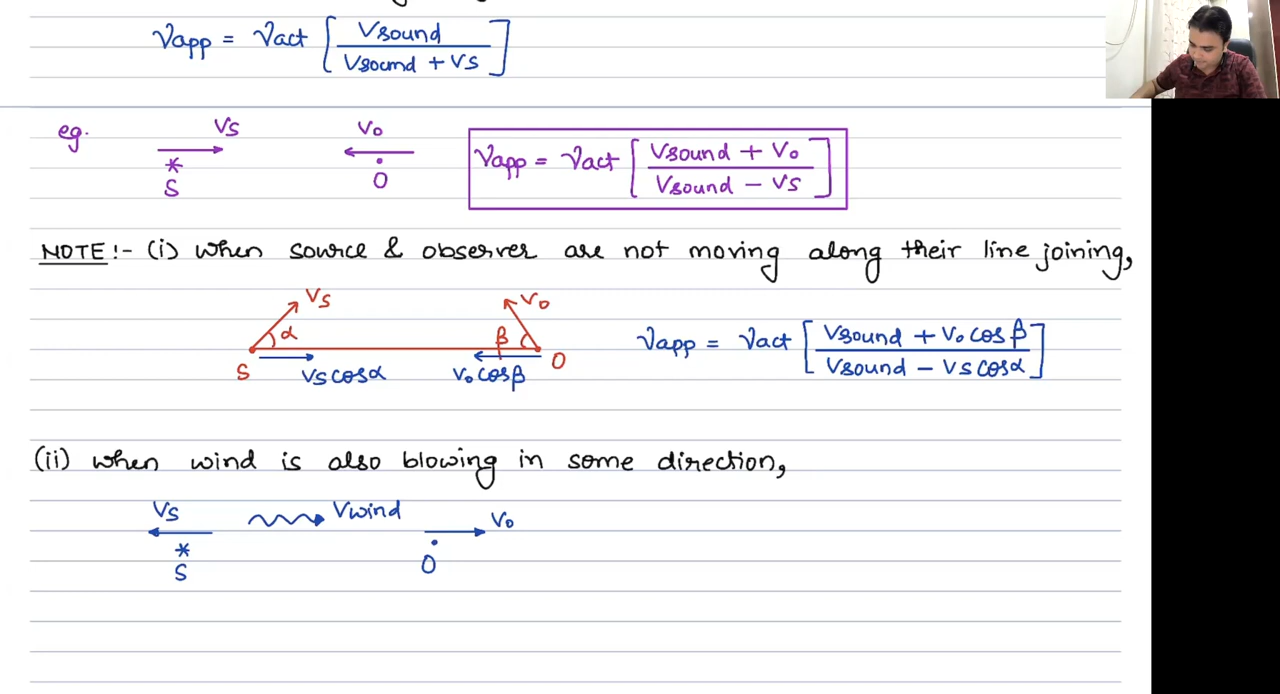 νapp = νact [ Vsound / Vsound + Vs ]
eg. Vs Vo
* S O
νapp = νact [ Vsound + Vo / Vsound - Vs ]
NOTE:- (i) when source & observer are not moving along their line joining,
Vs α Vo β
S Vs cosα Vo cosβ O
νapp = νact [ Vsound + Vo cosβ / Vsound - Vs cosα ]
(ii) when wind is also blowing in some direction,
Vs Vwind Vo
* S O